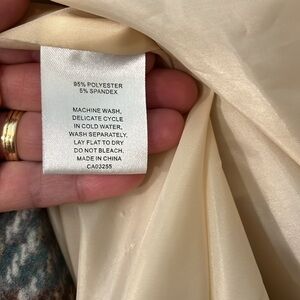 95% POLYESTER
5% SPANDEX
MACHINE WASH,
DELICATE CYCLE
IN COLD WATER,
WASH SEPARATELY,
LAY FLAT TO DRY
DO NOT BLEACH.
MADE IN CHINA
CA03255